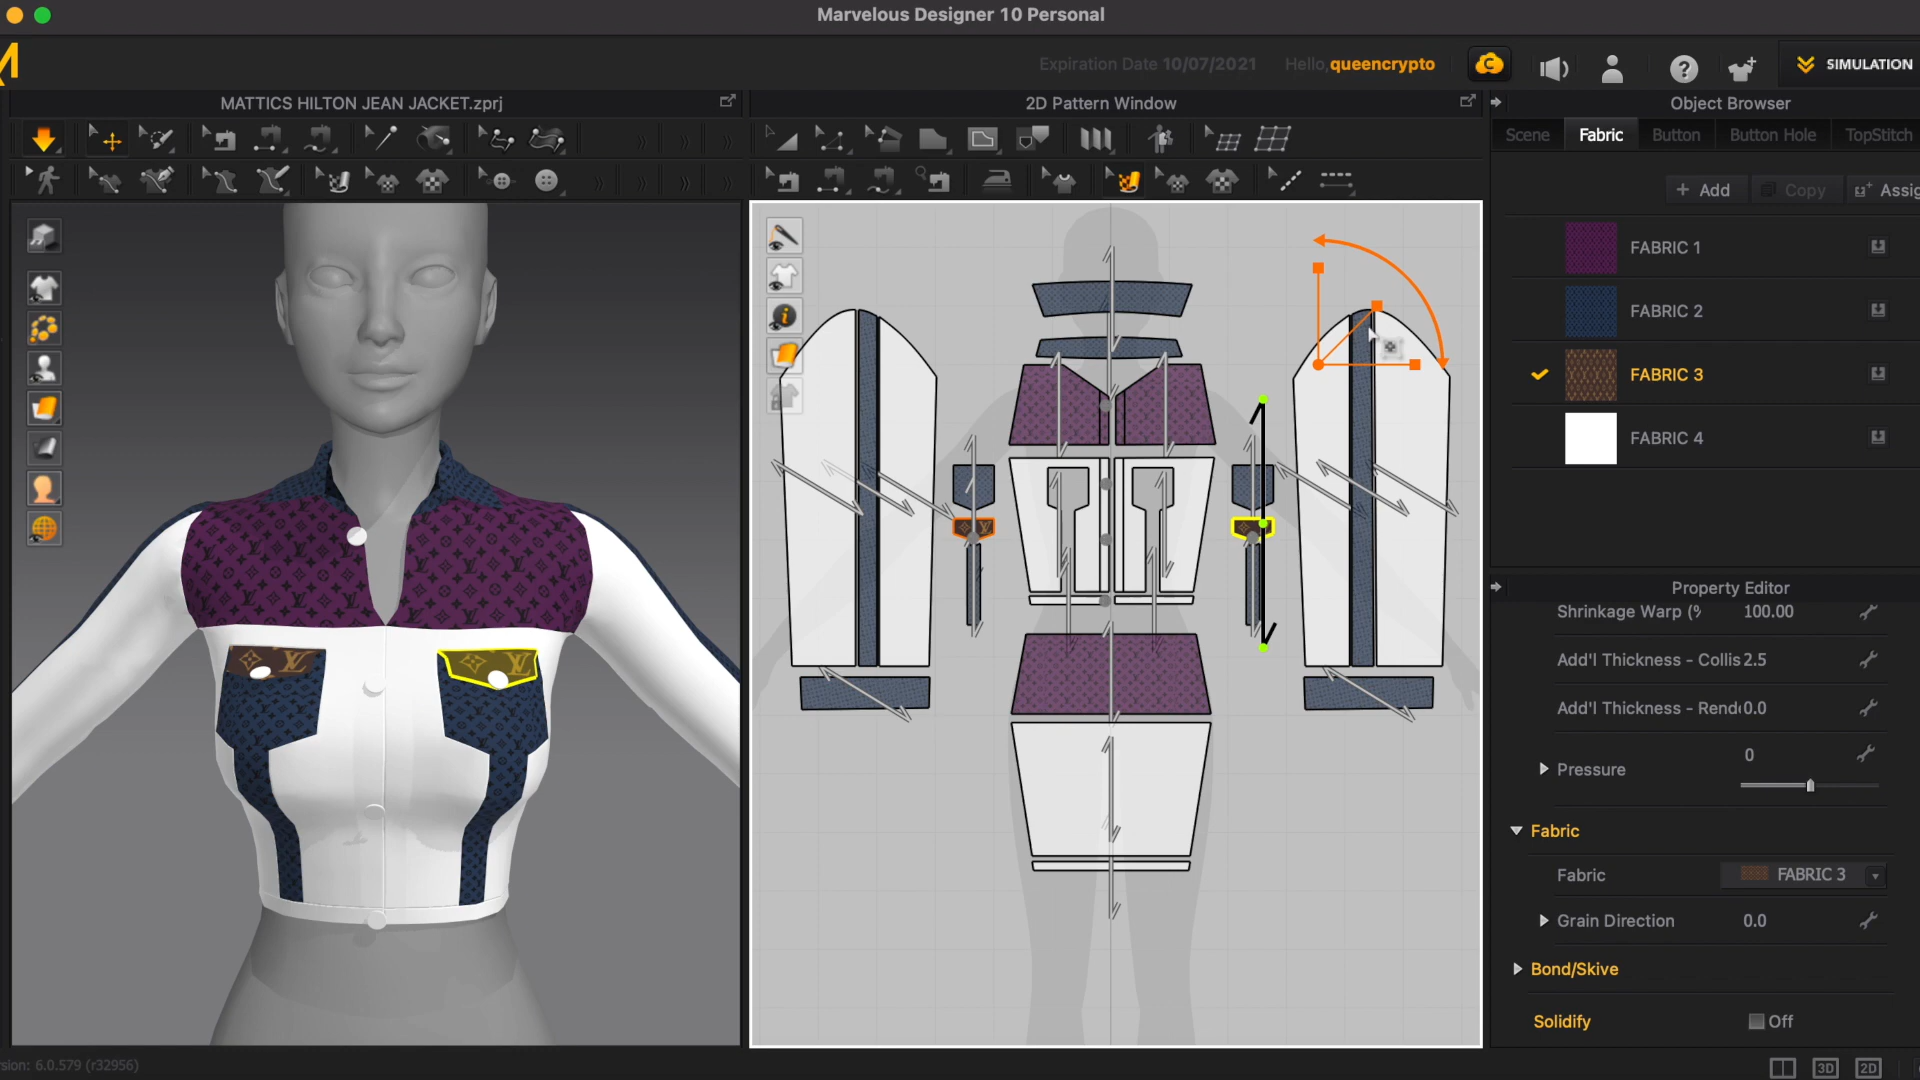 Marvelous Designer 10 Personal
Expiration Date 10/07/2021
Hello, queencrypto
SIMULATION
MATTICS HILTON JEAN JACKET.zprj
2D Pattern Window
Object Browser
Scene
Fabric
Button
Button Hole
TopStitch
+ Add
Copy
Assig
FABRIC 1
FABRIC 2
FABRIC 3
FABRIC 4
Property Editor
Shrinkage Warp (%
100.00
Add'l Thickness - Collis
2.5
Add'l Thickness - Rend
0.0
Pressure
0
Fabric
Fabric
FABRIC 3
Grain Direction
0.0
Bond/Skive
Solidify
Off
rsion: 6.0.579 (r32956)
3D
2D